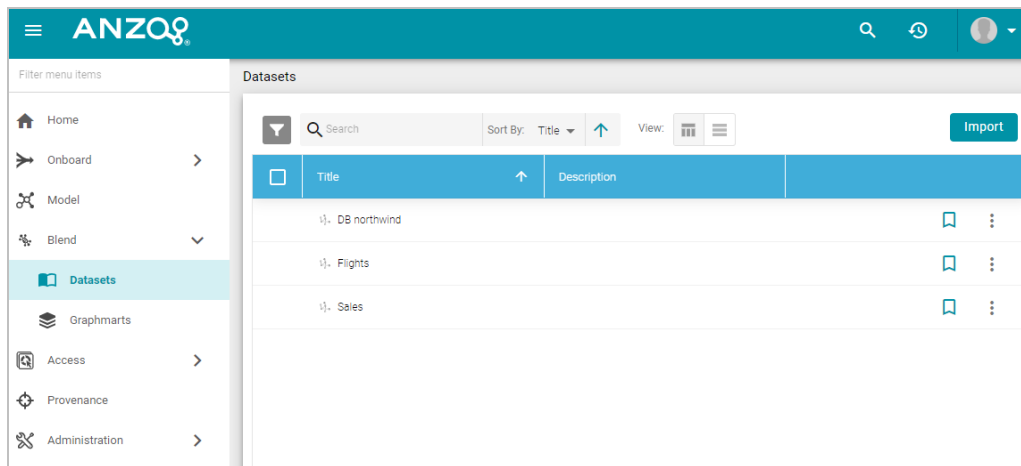 ANZO®
Filter menu items
Datasets
Home
Search
Sort By: Title
View:
Import
Onboard
Title
Description
Model
DB northwind
Blend
Flights
Datasets
Sales
Graphmarts
Access
Provenance
Administration